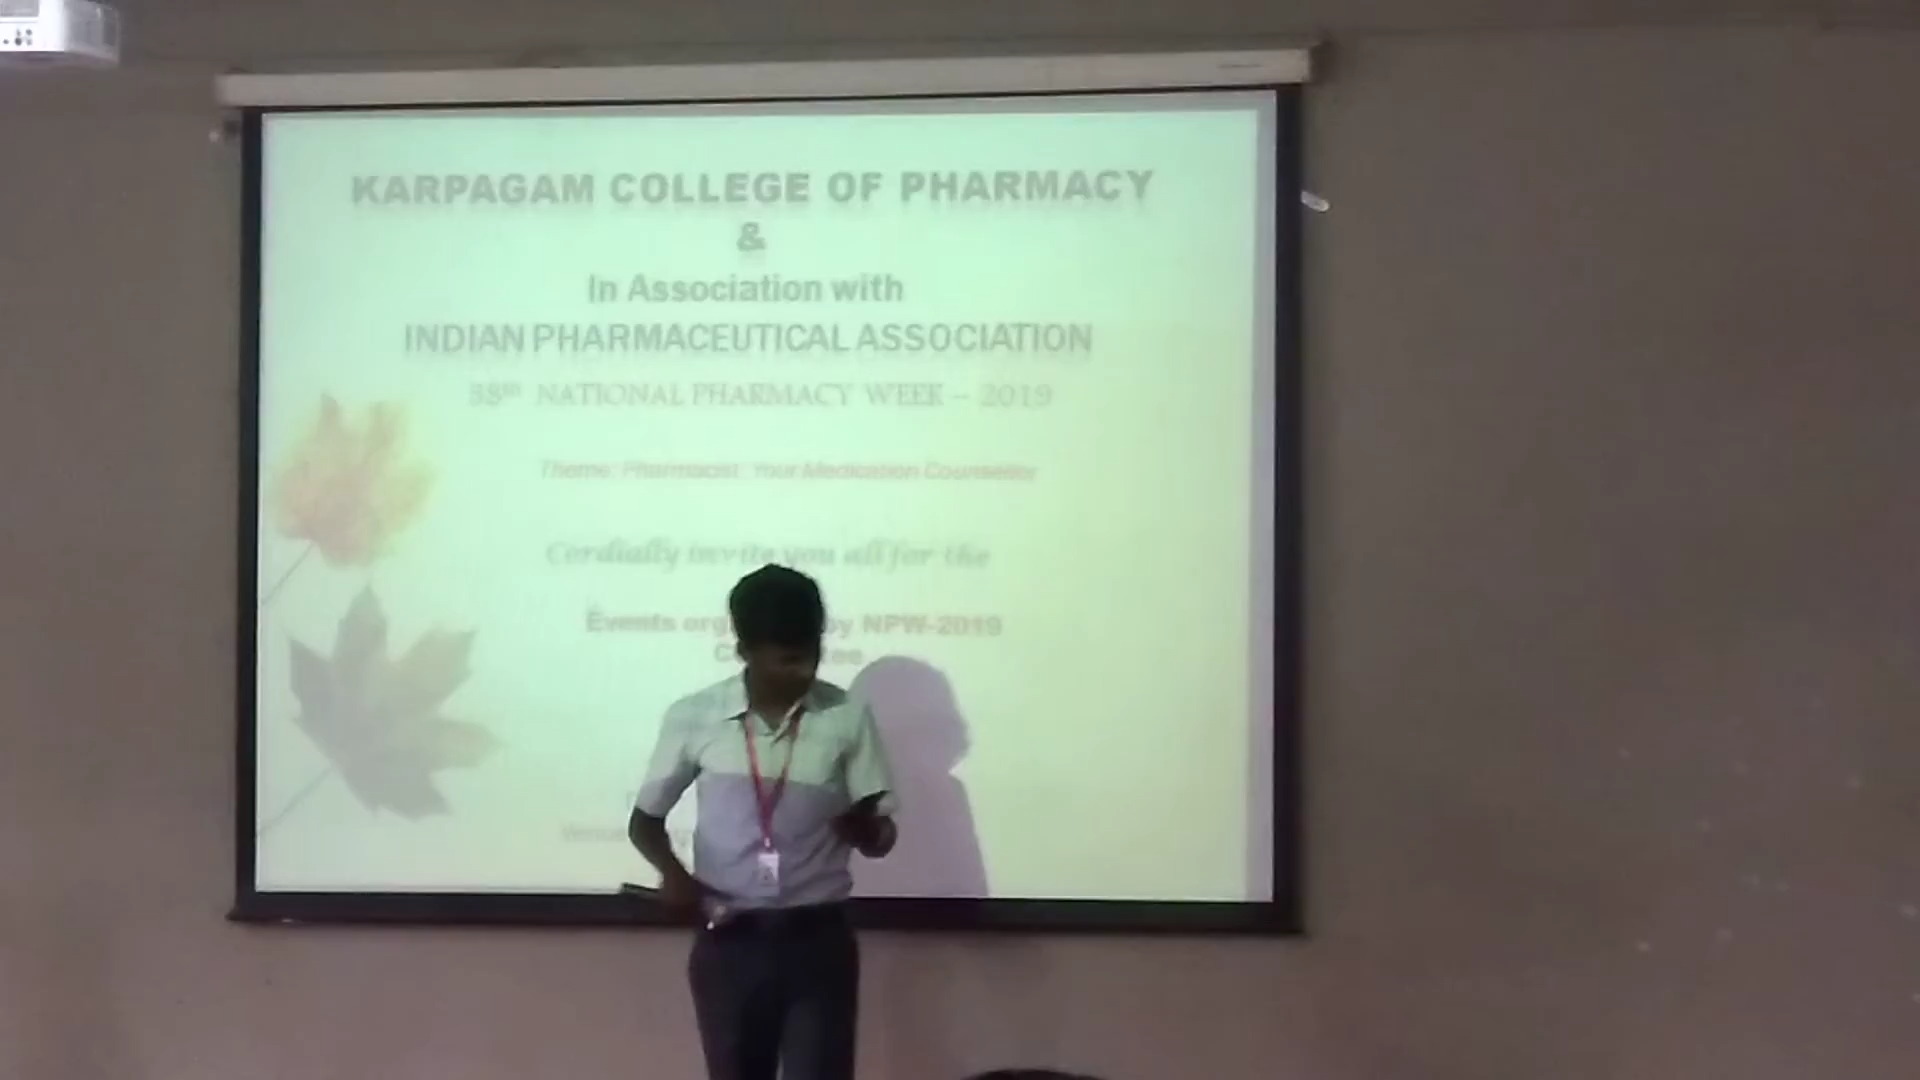 KARPAGAM COLLEGE OF PHARMACY
&
In Association with
INDIAN PHARMACEUTICAL ASSOCIATION
58th NATIONAL PHARMACY WEEK – 2019
Theme: Pharmacist: Your Medication Counsellor
Cordially invite you all for the
Events by NPW-2019